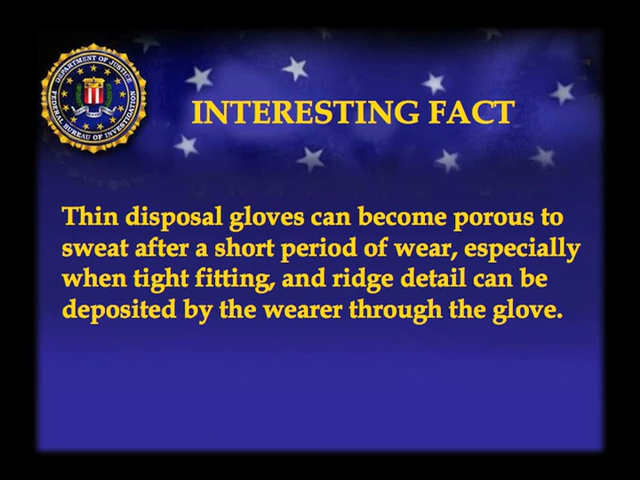 DEPARTMENT OF JUSTICE
FEDERAL BUREAU OF INVESTIGATION
INTERESTING FACT
Thin disposal gloves can become porous to
sweat after a short period of wear, especially
when tight fitting, and ridge detail can be
deposited by the wearer through the glove.